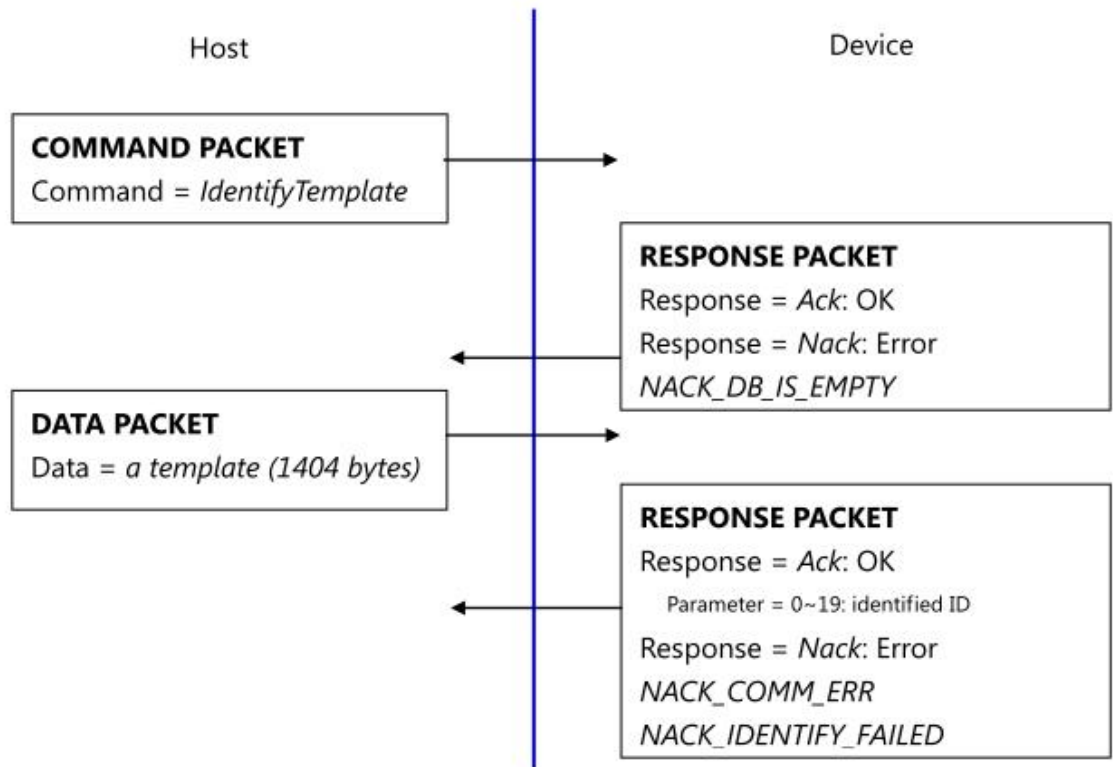 Host
Device
COMMAND PACKET
Command = IdentifyTemplate
RESPONSE PACKET
Response = Ack: OK
Response = Nack: Error
NACK_DB_IS_EMPTY
DATA PACKET
Data = a template (1404 bytes)
RESPONSE PACKET
Response = Ack: OK
Parameter = 0~19: identified ID
Response = Nack: Error
NACK_COMM_ERR
NACK_IDENTIFY_FAILED